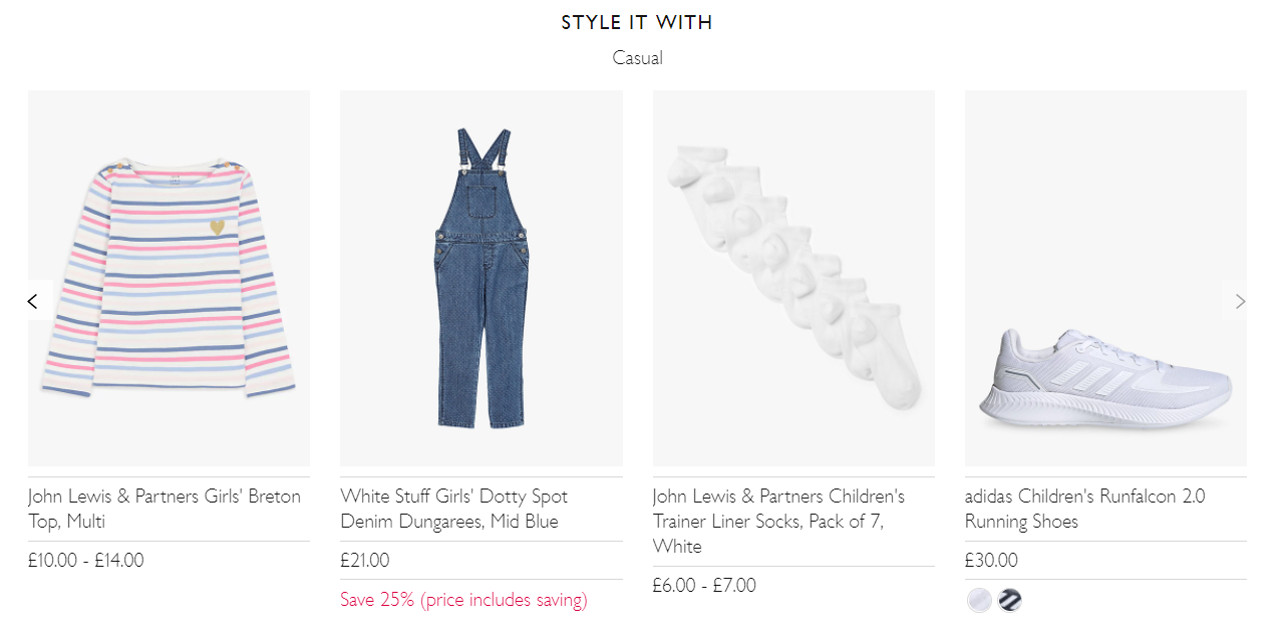 STYLE IT WITH
Casual
John Lewis & Partners Girls' Breton
Top, Multi
£10.00 - £14.00
White Stuff Girls' Dotty Spot
Denim Dungarees, Mid Blue
£21.00
Save 25% (price includes saving)
John Lewis & Partners Children's
Trainer Liner Socks, Pack of 7,
White
£6.00 - £7.00
adidas Children's Runfalcon 2.0
Running Shoes
£30.00